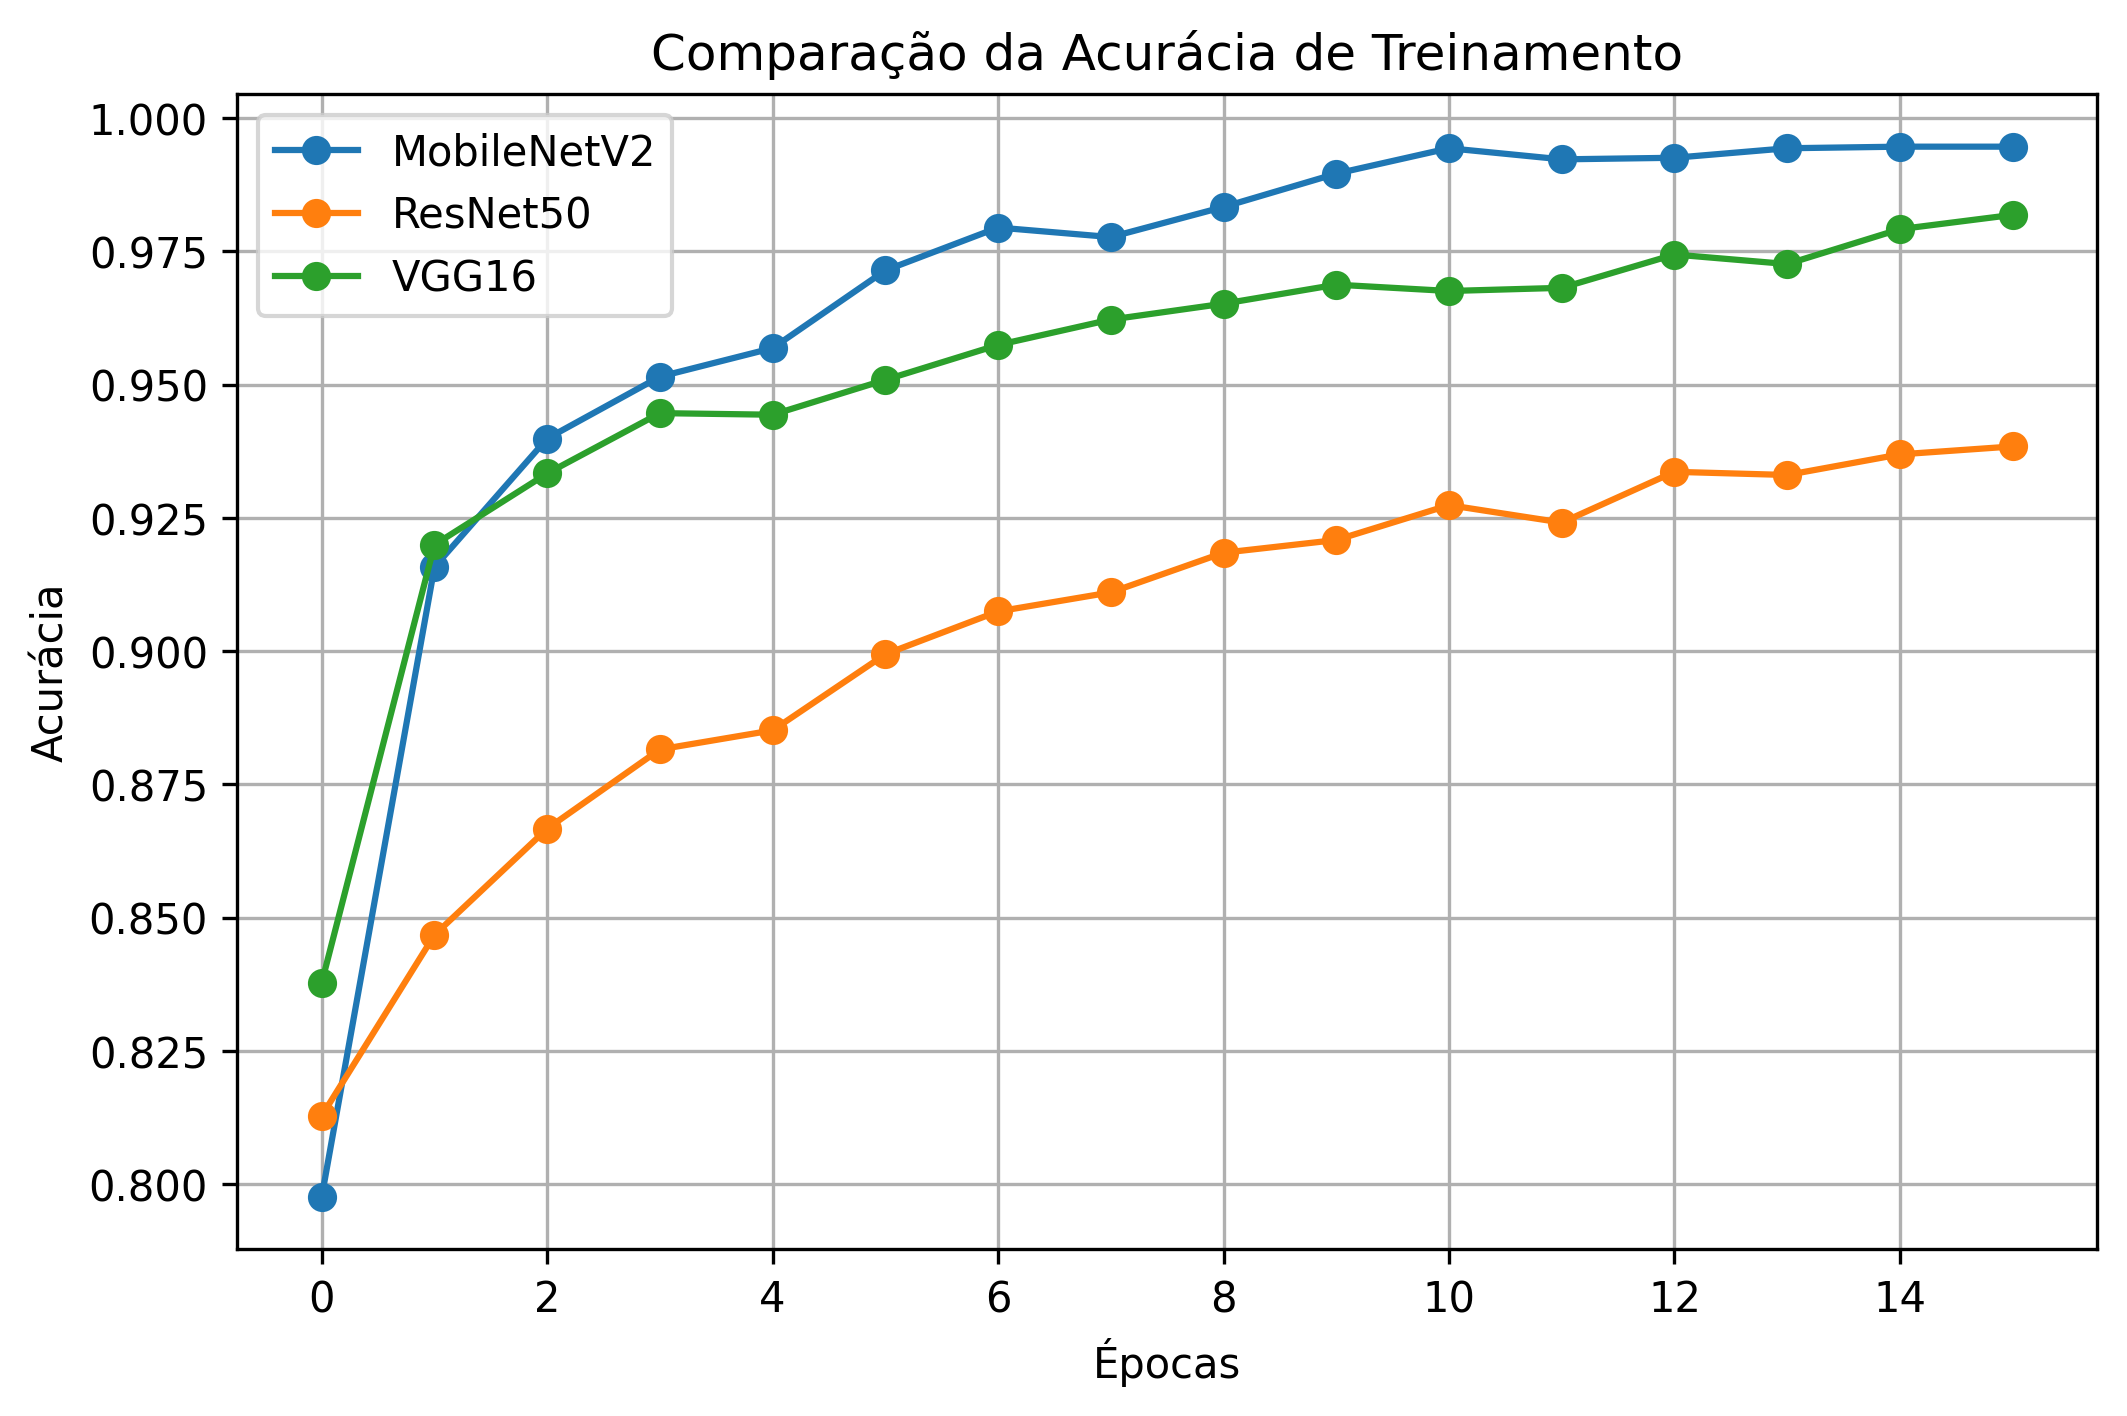 Comparação da Acurácia de Treinamento
1.000
0.975
0.950
0.925
0.900
0.875
0.850
0.825
0.800
Acurácia
MobileNetV2
ResNet50
VGG16
0 2 4 6 8 10 12 14
Épocas